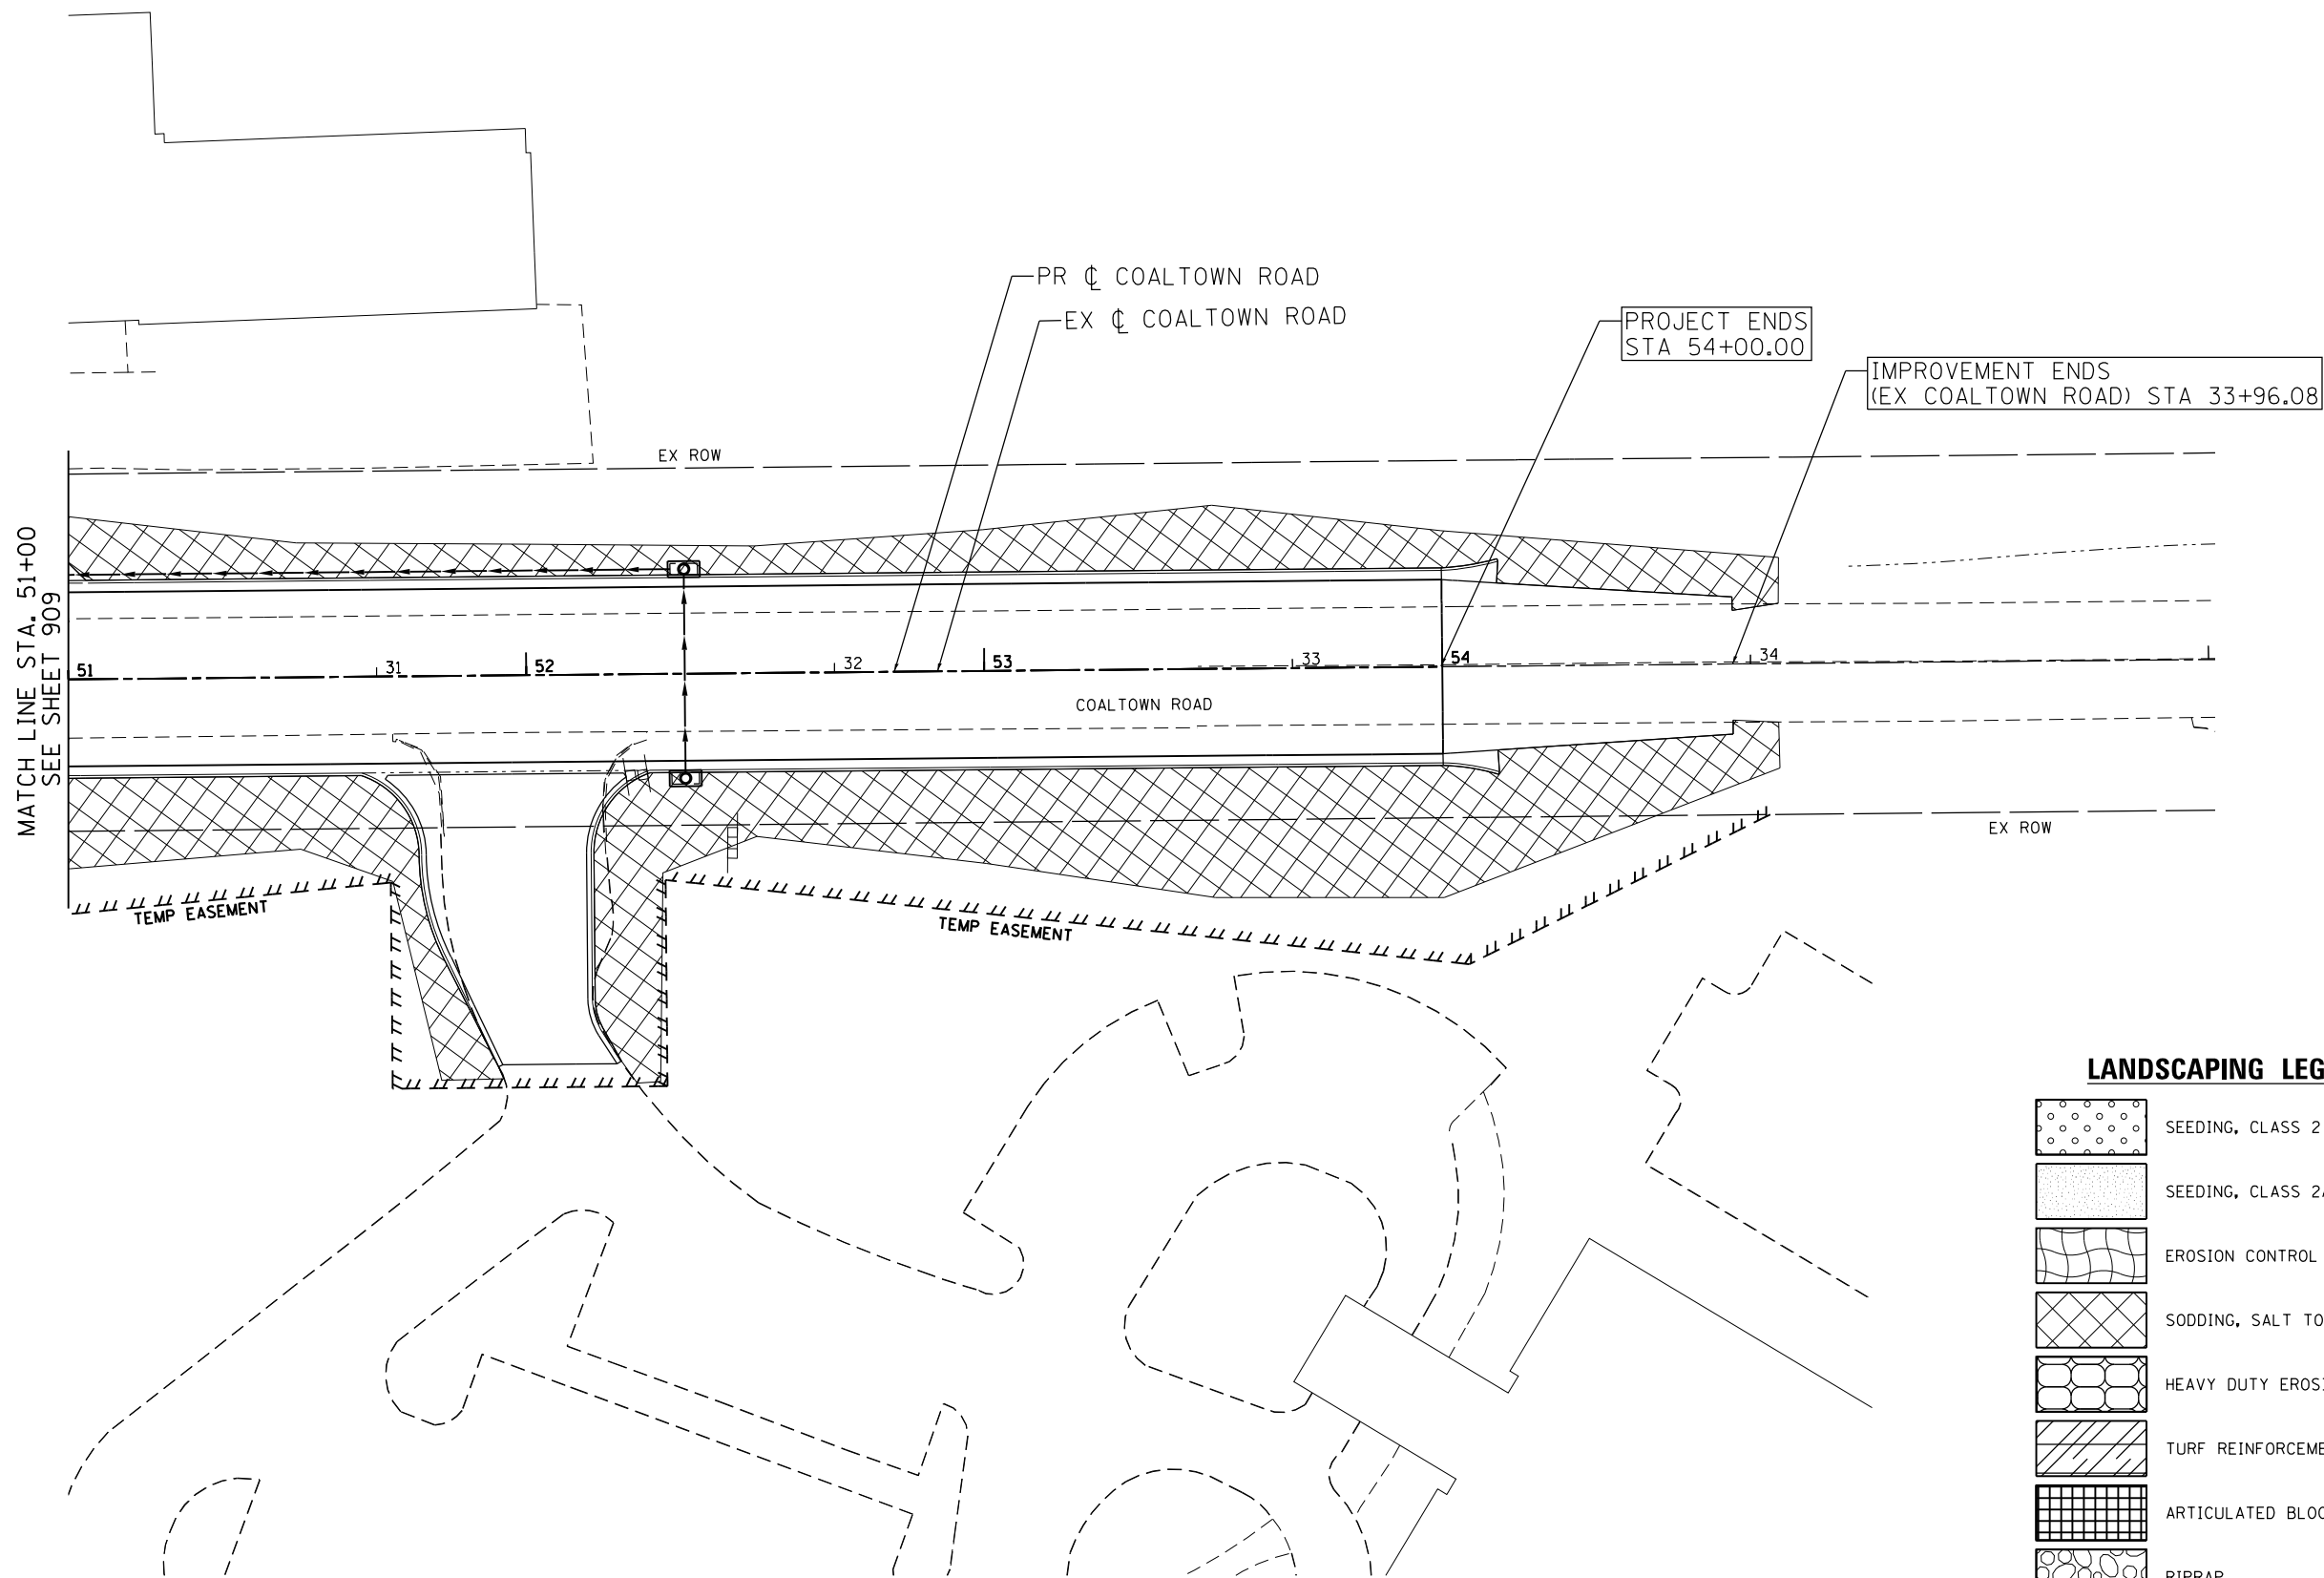 PR ℄ COALTOWN ROAD
EX ℄ COALTOWN ROAD
PROJECT ENDS
STA 54+00.00
IMPROVEMENT ENDS
(EX COALTOWN ROAD) STA 33+96.08
EX ROW
MATCH LINE STA. 51+00
SEE SHEET 909
51
31
52
32
53
33
54
34
COALTOWN ROAD
EX ROW
TEMP EASEMENT
TEMP EASEMENT
LANDSCAPING LEG
SEEDING, CLASS 2
SEEDING, CLASS 2
EROSION CONTROL
SODDING, SALT TO
HEAVY DUTY EROS
TURF REINFORCEME
ARTICULATED BLO
RIPRAP